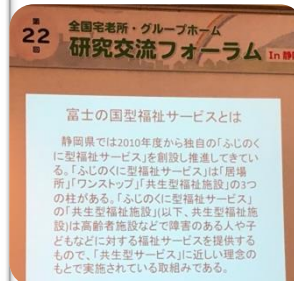 第22回
全国宅老所・グループホーム
研究交流フォーラム In 静
富士の国型福祉サービスとは
静岡県では2010年度から独自の「ふじのく
に型福祉サービス」を創設し推進してきてい
る。「ふじのくに型福祉サービス」は「居場
所」「ワンストップ」「共生型福祉施設」の3つ
の柱がある。「ふじのくに型福祉サービス」
の「共生型福祉施設」(以下、共生型福祉施
設)は高齢者施設などで障害のある人や子
どもなどに対する福祉サービスを提供する
もので、「共生型サービス」に近しい理念の
もとで実施されている取組みである。